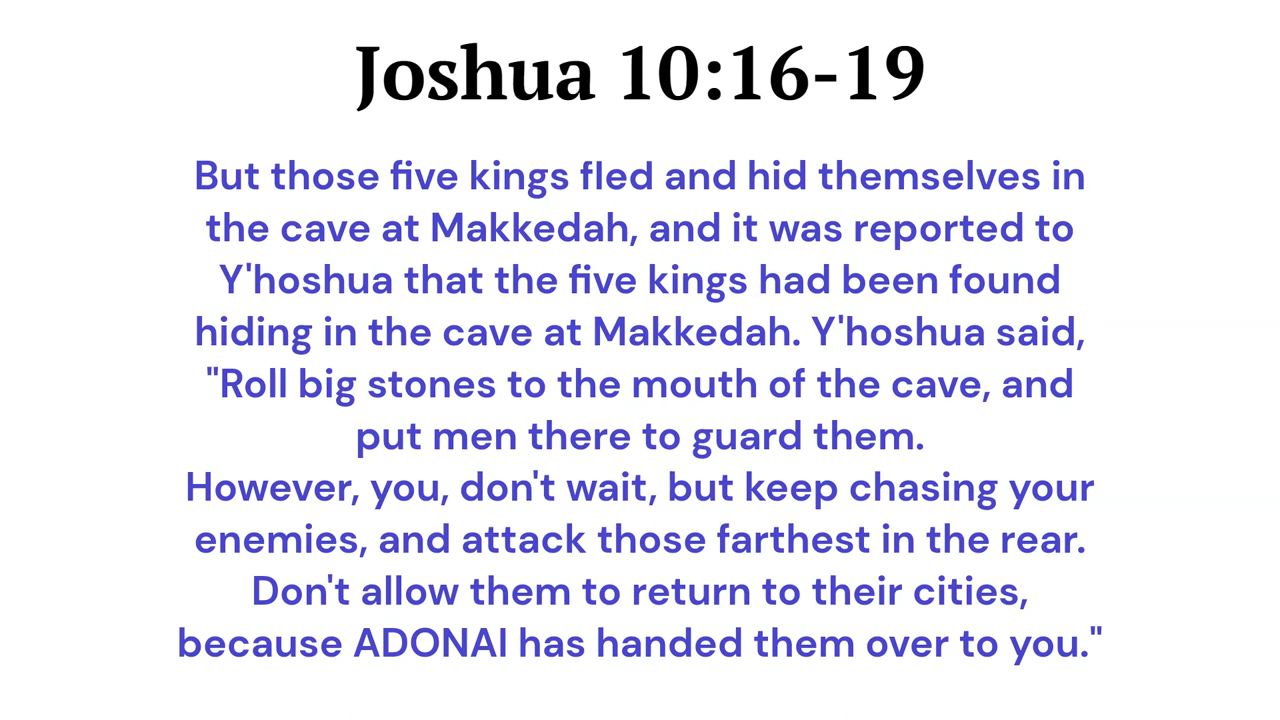 Joshua 10:16-19
But those five kings fled and hid themselves in
the cave at Makkedah, and it was reported to
Y'hoshua that the five kings had been found
hiding in the cave at Makkedah. Y'hoshua said,
"Roll big stones to the mouth of the cave, and
put men there to guard them.
However, you, don't wait, but keep chasing your
enemies, and attack those farthest in the rear.
Don't allow them to return to their cities,
because ADONAI has handed them over to you."